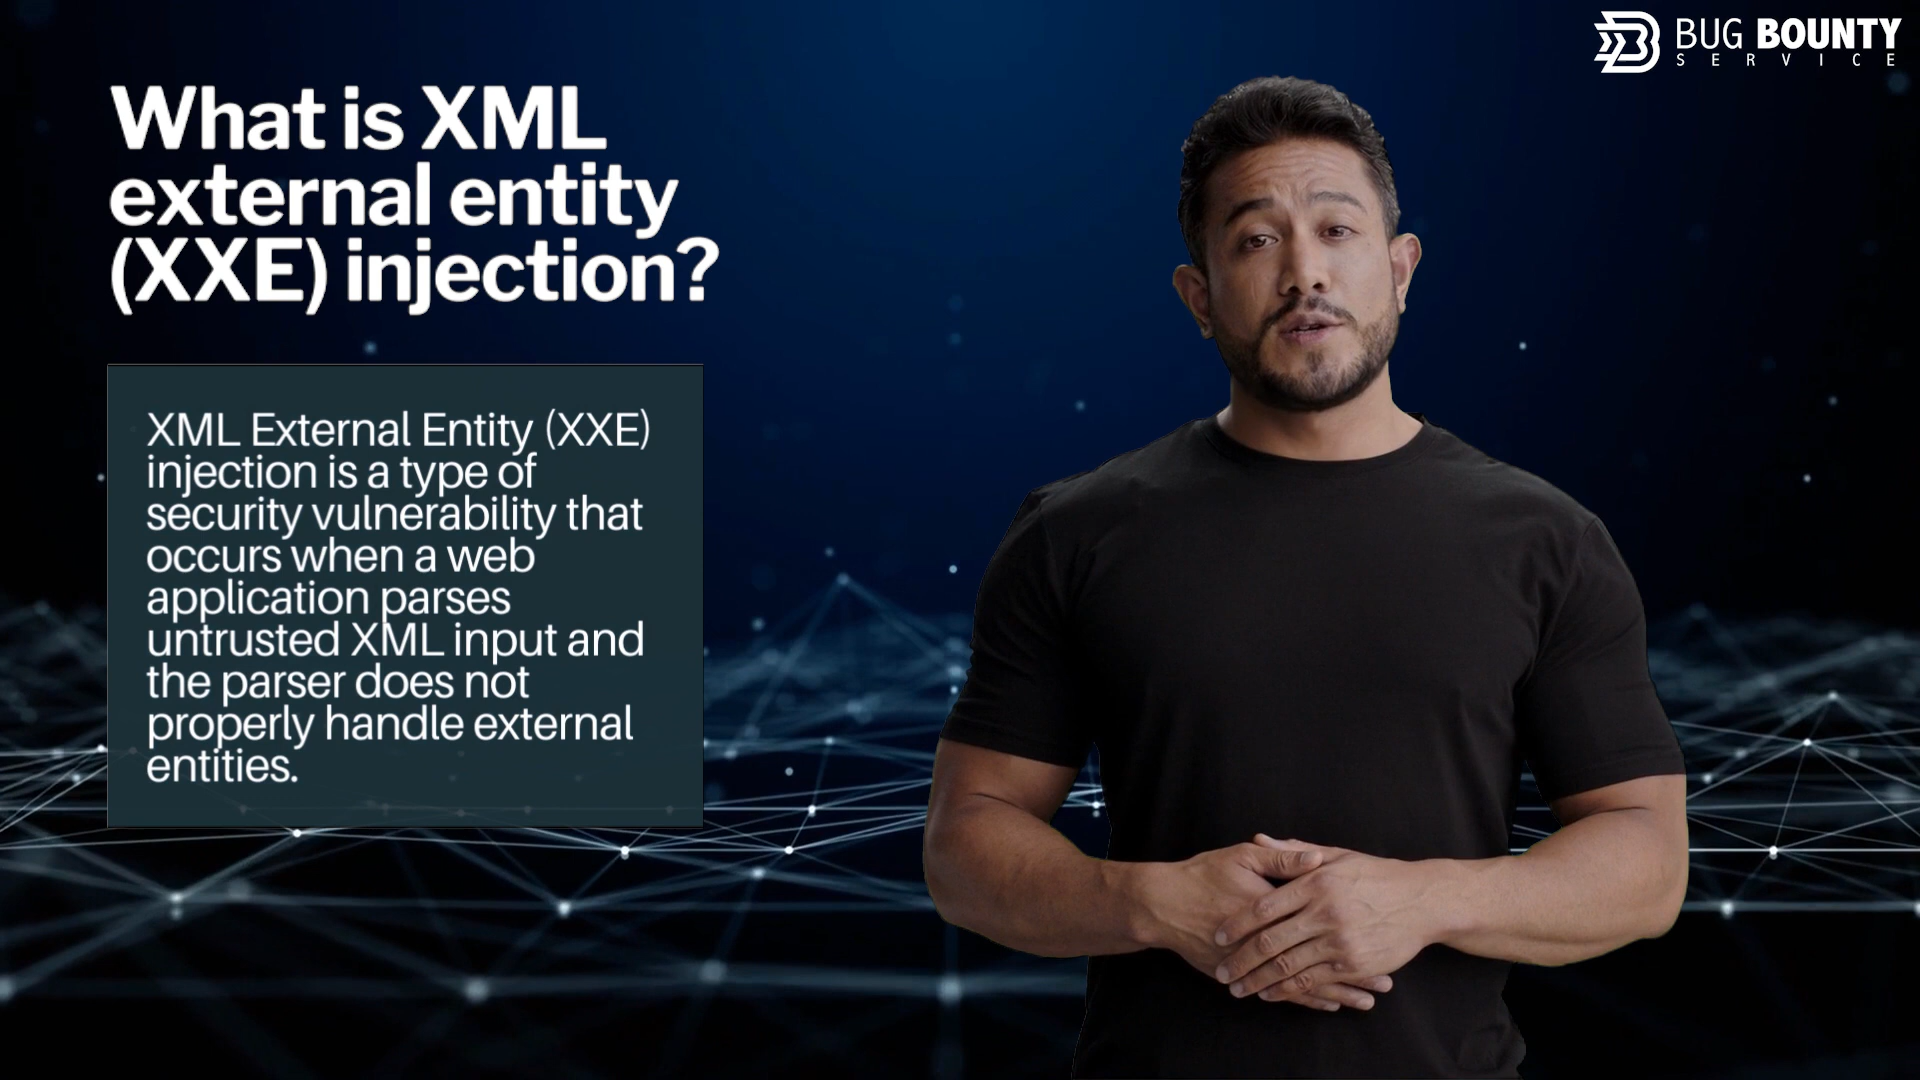 BUG BOUNTY
SERVICE
What is XML
external entity
(XXE) injection?
XML External Entity (XXE)
injection is a type of
security vulnerability that
occurs when a web
application parses
untrusted XML input and
the parser does not
properly handle external
entities.